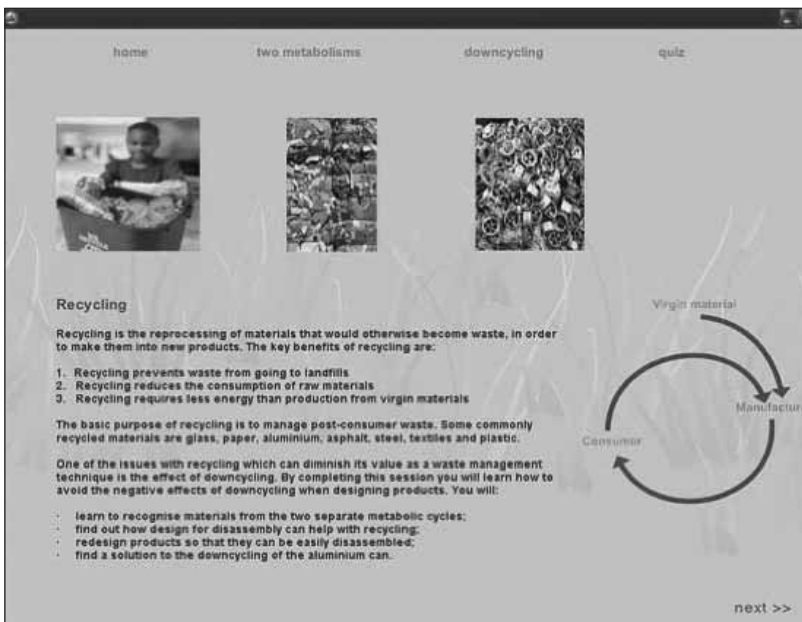 home two metabolisms downcycling quiz
Recycling
Recycling is the reprocessing of materials that would otherwise become waste, in order
to make them into new products. The key benefits of recycling are:
1. Recycling prevents waste from going to landfills
2. Recycling reduces the consumption of raw materials
3. Recycling requires less energy than production from virgin materials
The basic purpose of recycling is to manage post-consumer waste. Some commonly
recycled materials are glass, paper, aluminium, asphalt, steel, textiles and plastic.
One of the issues with recycling which can diminish its value as a waste management
technique is the effect of downcycling. By completing this session you will learn how to
avoid the negative effects of downcycling when designing products. You will:
· learn to recognise materials from the two separate metabolic cycles;
· find out how design for disassembly can help with recycling;
· redesign products so that they can be easily disassembled;
· find a solution to the downcycling of the aluminium can.
Virgin material
Manufactur
Consumer
next >>